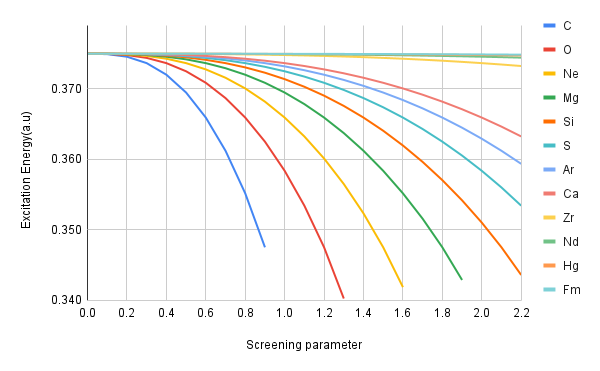 Excitation Energy(a.u)
0.370
0.360
0.350
0.340
0.0 0.2 0.4 0.6 0.8 1.0 1.2 1.4 1.6 1.8 2.0 2.2
Screening parameter
C
O
Ne
Mg
Si
S
Ar
Ca
Zr
Nd
Hg
Fm